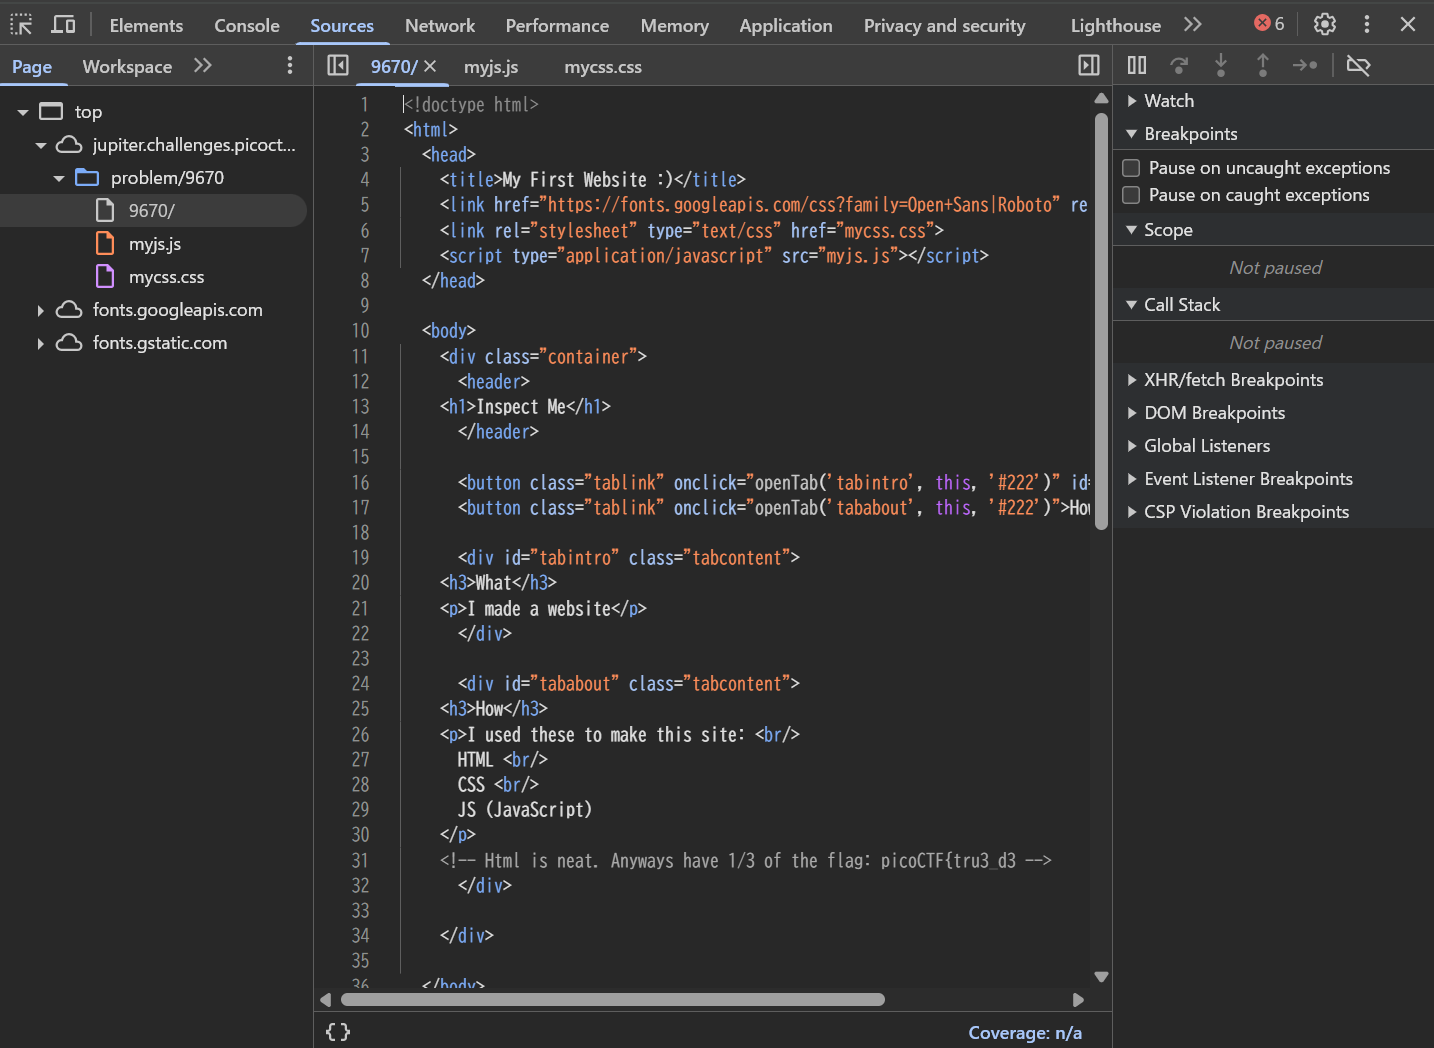 Elements Console Sources Network Performance Memory Application Privacy and security Lighthouse 6
Page Workspace
top
jupiter.challenges.picoct...
problem/9670
9670/
myjs.js
mycss.css
fonts.googleapis.com
fonts.gstatic.com
9670/ myjs.js mycss.css
1 <!doctype html>
2 <html>
3 <head>
4 <title>My First Website :)</title>
5 <link href="https://fonts.googleapis.com/css?family=Open+Sans|Roboto" re
6 <link rel="stylesheet" type="text/css" href="mycss.css">
7 <script type="application/javascript" src="myjs.js"></script>
8 </head>
9
10 <body>
11 <div class="container">
12 <header>
13 <h1>Inspect Me</h1>
14 </header>
15
16 <button class="tablink" onclick="openTab('tabintro', this, '#222')" id=
17 <button class="tablink" onclick="openTab('tababout', this, '#222')">How
18
19 <div id="tabintro" class="tabcontent">
20 <h3>What</h3>
21 <p>I made a website</p>
22 </div>
23
24 <div id="tababout" class="tabcontent">
25 <h3>How</h3>
26 <p>I used these to make this site: <br/>
27 HTML <br/>
28 CSS <br/>
29 JS (JavaScript)
30 </p>
31 <!-- Html is neat. Anyways have 1/3 of the flag: picoCTF{tru3_d3 -->
32 </div>
33
34 </div>
35
36 </body>
{} Coverage: n/a
Watch
Breakpoints
Pause on uncaught exceptions
Pause on caught exceptions
Scope
Not paused
Call Stack
Not paused
XHR/fetch Breakpoints
DOM Breakpoints
Global Listeners
Event Listener Breakpoints
CSP Violation Breakpoints